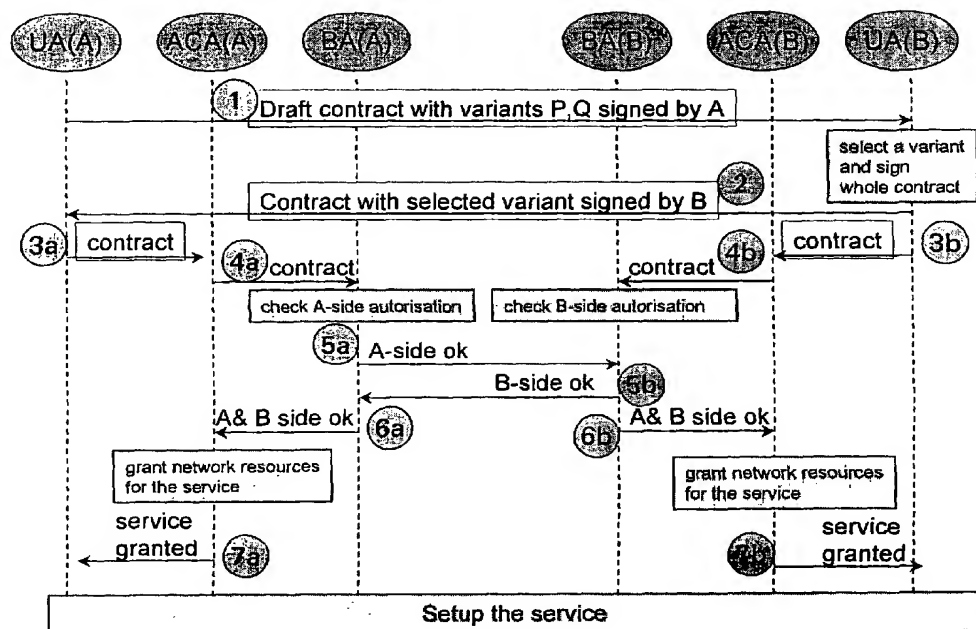 UA(A) ACA(A) BA(A) BA(B) ACA(B) UA(B)
1 Draft contract with variants P,Q signed by A
select a variant
and sign
whole contract
2
Contract with selected variant signed by B
3a contract 4a contract
contract 4b contract 3b
check A-side autorisation check B-side autorisation
5a A-side ok
B-side ok 5b
A& B side ok 6a 6b A& B side ok
grant network resources
for the service
grant network resources
for the service
service
granted 7a
7b service
granted
Setup the service